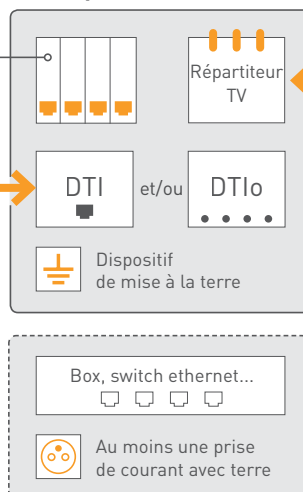 Répartiteur
TV
DTI
et/ou
DTIo
Dispositif
de mise à la terre
Box, switch ethernet...
Au moins une prise
de courant avec terre